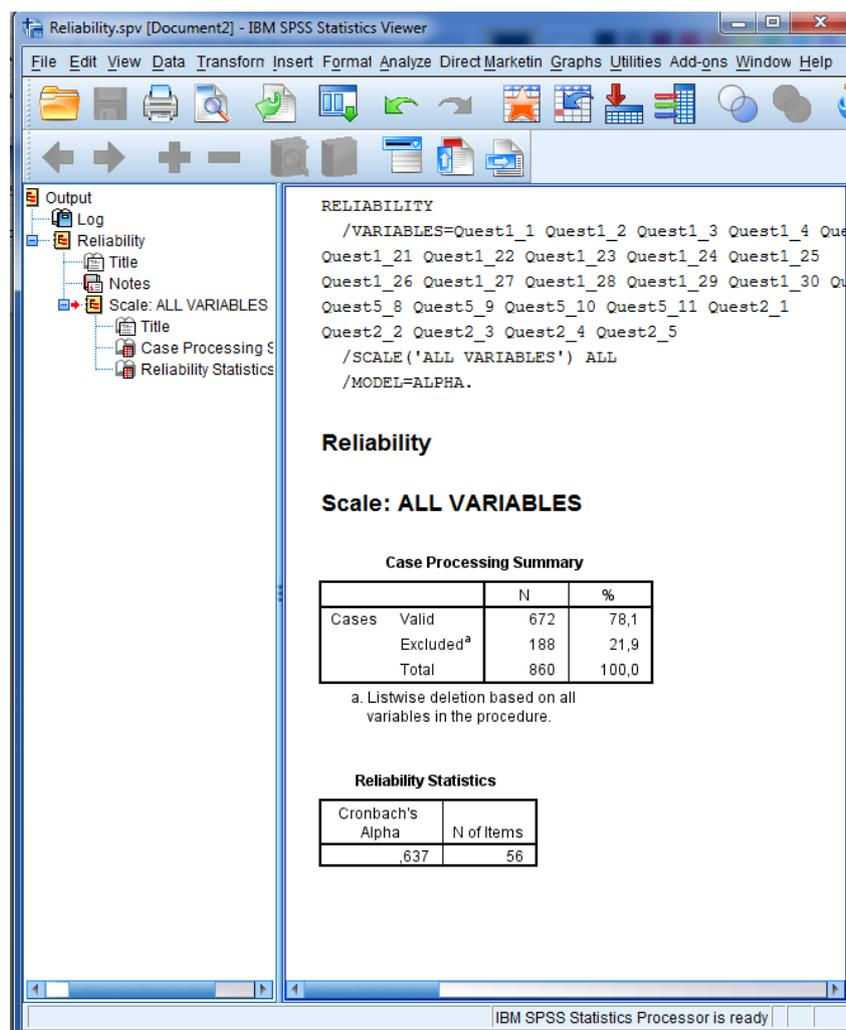 Reliability.spv [Document2] - IBM SPSS Statistics Viewer
File Edit View Data Transforn Insert Format Analyze Direct Marketin Graphs Utilities Add-ons Window Help
Output
Log
Reliability
Title
Notes
Scale: ALL VARIABLES
Title
Case Processing S
Reliability Statistics
RELIABILITY
/VARIABLES=Quest1_1 Quest1_2 Quest1_3 Quest1_4 Que
Quest1_21 Quest1_22 Quest1_23 Quest1_24 Quest1_25
Quest1_26 Quest1_27 Quest1_28 Quest1_29 Quest1_30 Qu
Quest5_8 Quest5_9 Quest5_10 Quest5_11 Quest2_1
Quest2_2 Quest2_3 Quest2_4 Quest2_5
/SCALE('ALL VARIABLES') ALL
/MODEL=ALPHA.
Reliability
Scale: ALL VARIABLES
Case Processing Summary
N %
Cases Valid 672 78,1
Excludedᵃ 188 21,9
Total 860 100,0
a. Listwise deletion based on all
variables in the procedure.
Reliability Statistics
Cronbach's
Alpha N of Items
,637 56
IBM SPSS Statistics Processor is ready